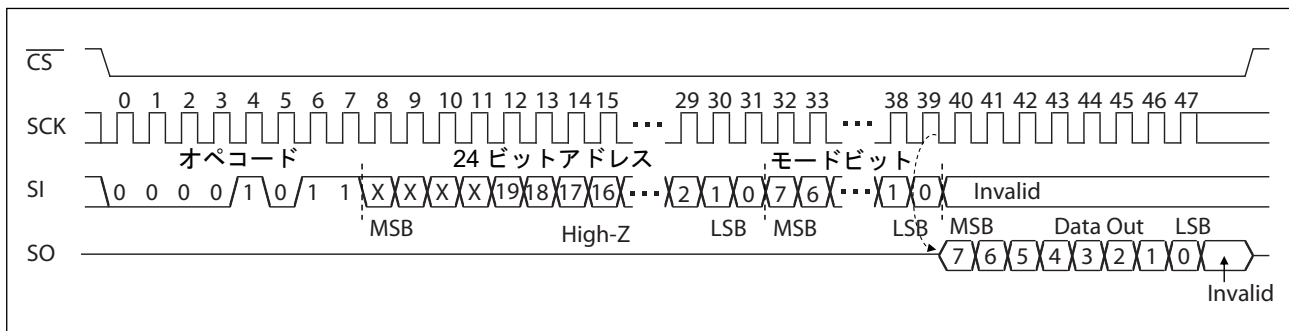 CS
0 1 2 3 4 5 6 7 8 9 10 11 12 13 14 15 29 30 31 32 33 38 39 40 41 42 43 44 45 46 47
SCK
オペコード 24 ビットアドレス モードビット
SI 0 0 0 0 1 0 1 1 X X X X 19 18 17 16 2 1 0 7 6 1 0 Invalid
MSB High-Z LSB MSB LSB MSB Data Out LSB
SO 7 6 5 4 3 2 1 0
Invalid